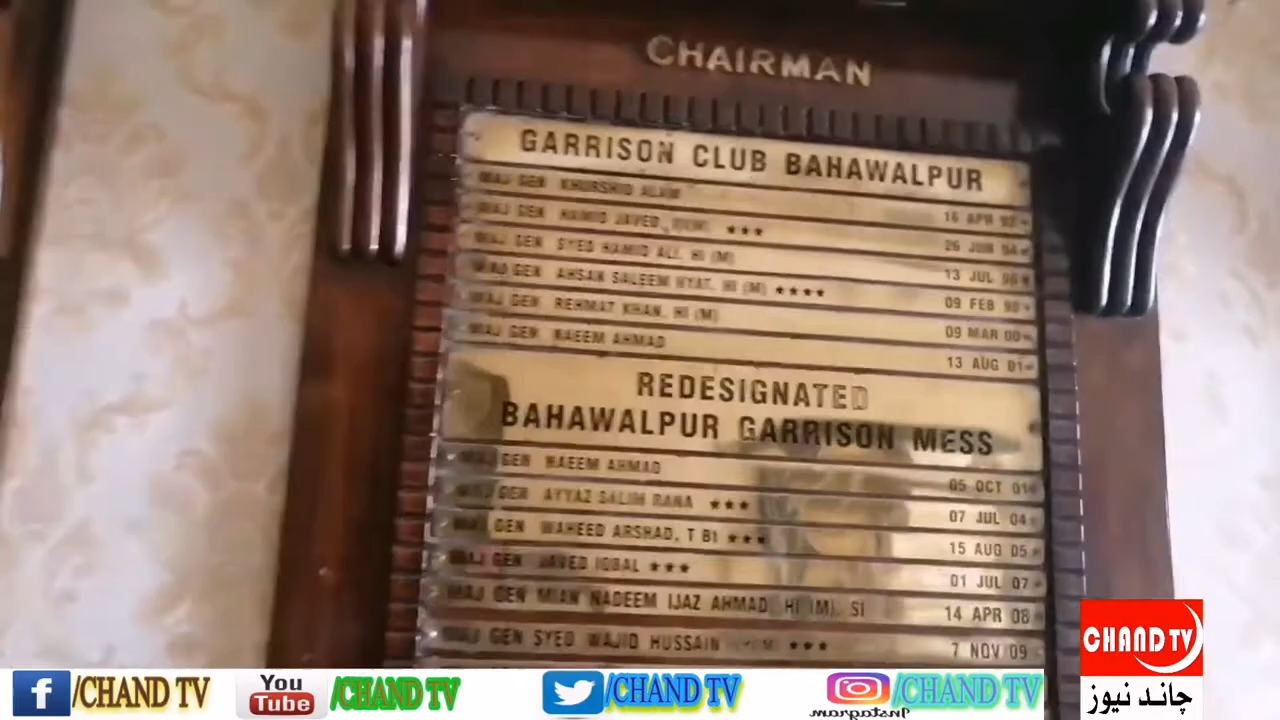 CHAIRMAN
GARRISON CLUB BAHAWALPUR
MAJ GEN KHURSHID ALAM 16 APR 92
MAJ GEN HAMID JAVED, ★★★ 26 JUN 94
MAJ GEN SYED HAMID ALI, HI (M) 13 JUL 96
MAJ GEN AHSAN SALEEM HYAT, HI (M) ★★★★ 09 FEB 98
MAJ GEN REHMAT KHAN, HI (M) 09 MAR 00
MAJ GEN NAEEM AHMAD 13 AUG 01
REDESIGNATED
BAHAWALPUR GARRISON MESS
MAJ GEN NAEEM AHMAD 05 OCT 01
MAJ GEN AYYAZ SALIM RANA ★★★ 07 JUL 04
MAJ GEN WAHEED ARSHAD, T Bt ★★★ 15 AUG 05
MAJ GEN JAVED IQBAL ★★★ 01 JUL 07
MAJ GEN MIAN NADEEM IJAZ AHMAD, HI (M), SI 14 APR 08
MAJ GEN SYED WAJID HUSSAIN ★★★ 7 NOV 09
CHAND TV
چاند نیوز
f /CHAND TV You Tube /CHAND TV /CHAND TV Instagram /CHAND TV